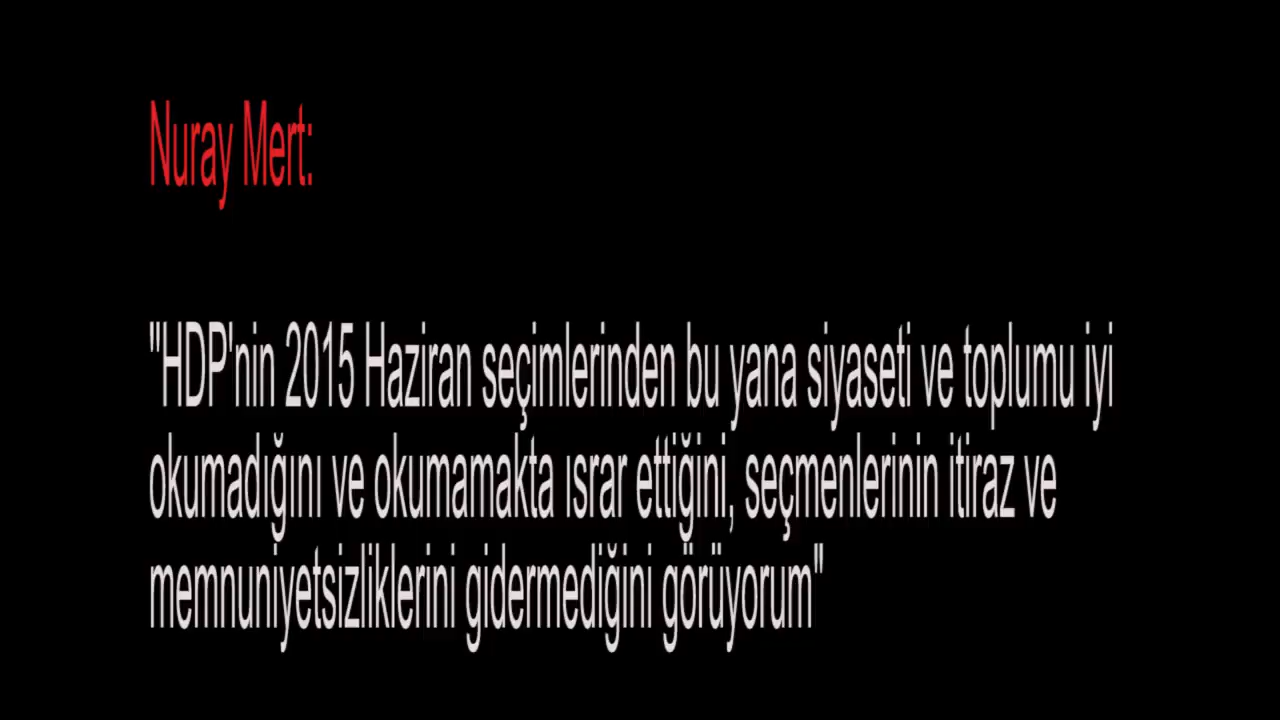 Nuray Mert:
"HDP'nin 2015 Haziran seçimlerinden bu yana siyaseti ve toplumu iyi
okumadığını ve okumamakta ısrar ettiğini, seçmenlerinin itiraz ve
memnuniyetsizliklerini gidermediğini görüyorum"